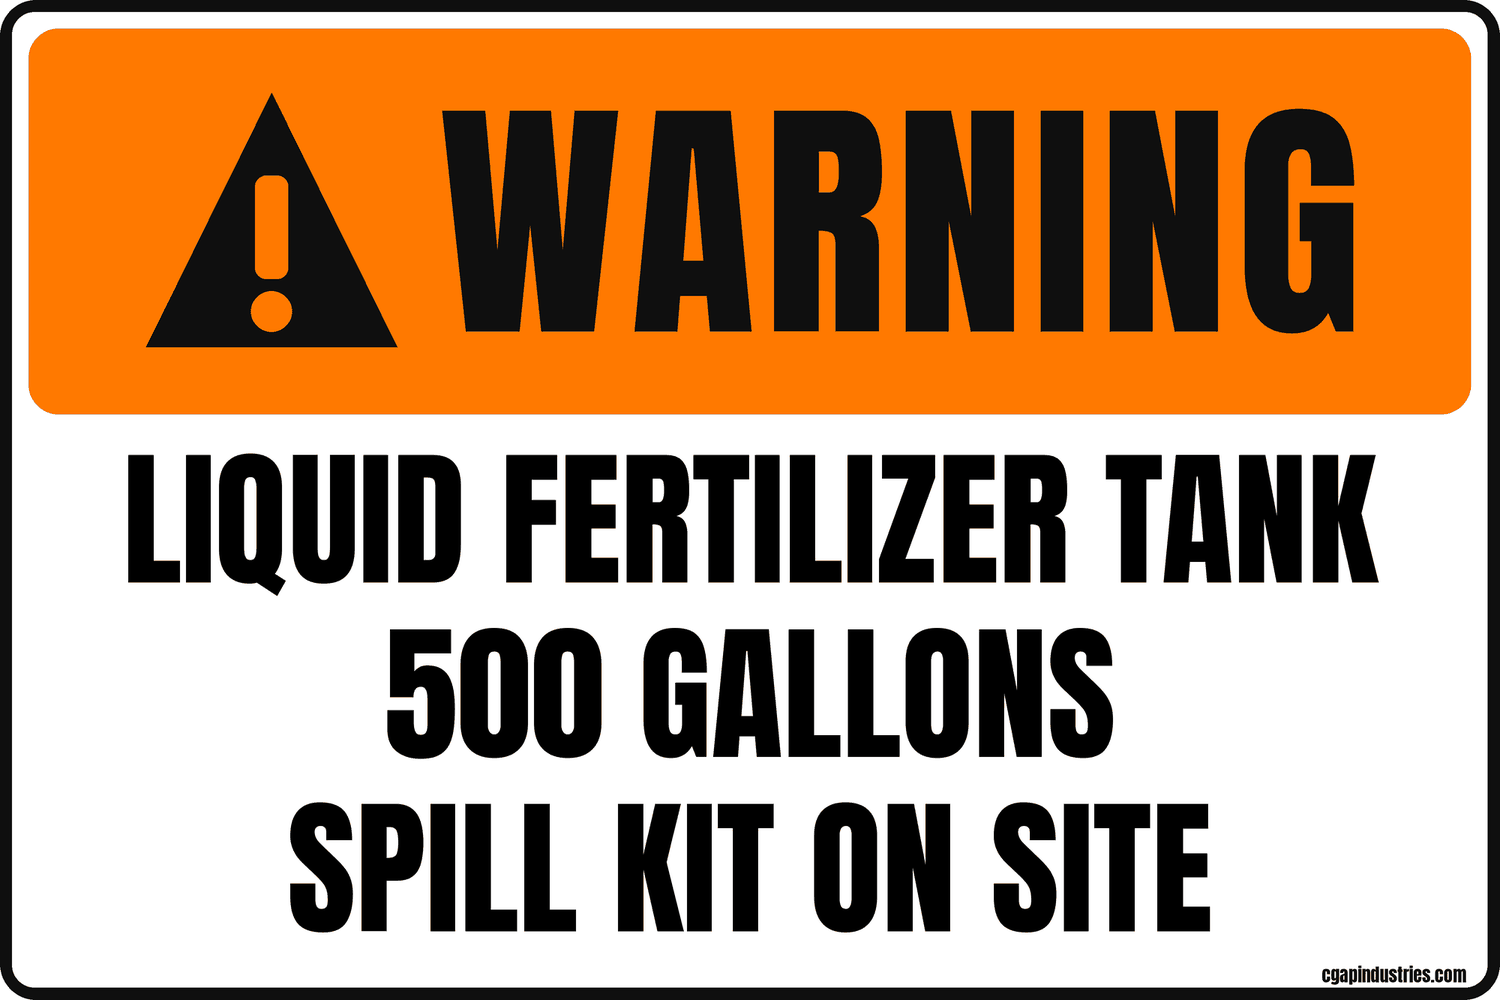 WARNING
LIQUID FERTILIZER TANK
500 GALLONS
SPILL KIT ON SITE
cgapindustries.com